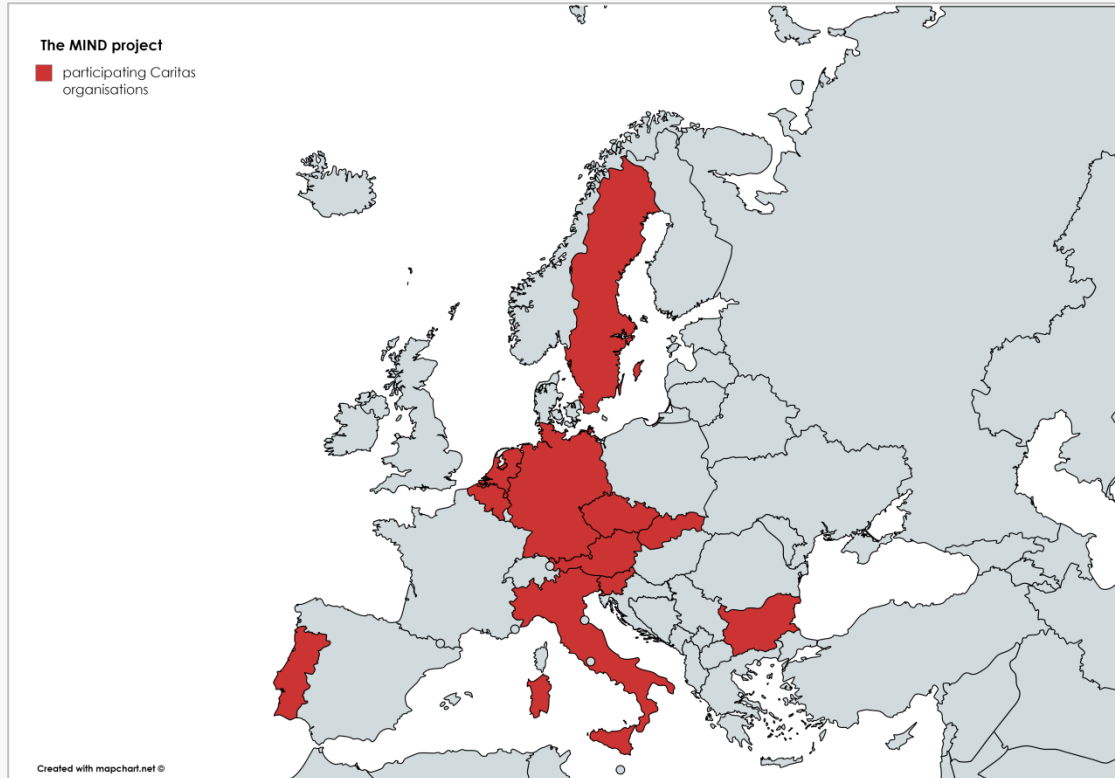 The MIND project
participating Caritas
organisations
Created with mapchart.net ©